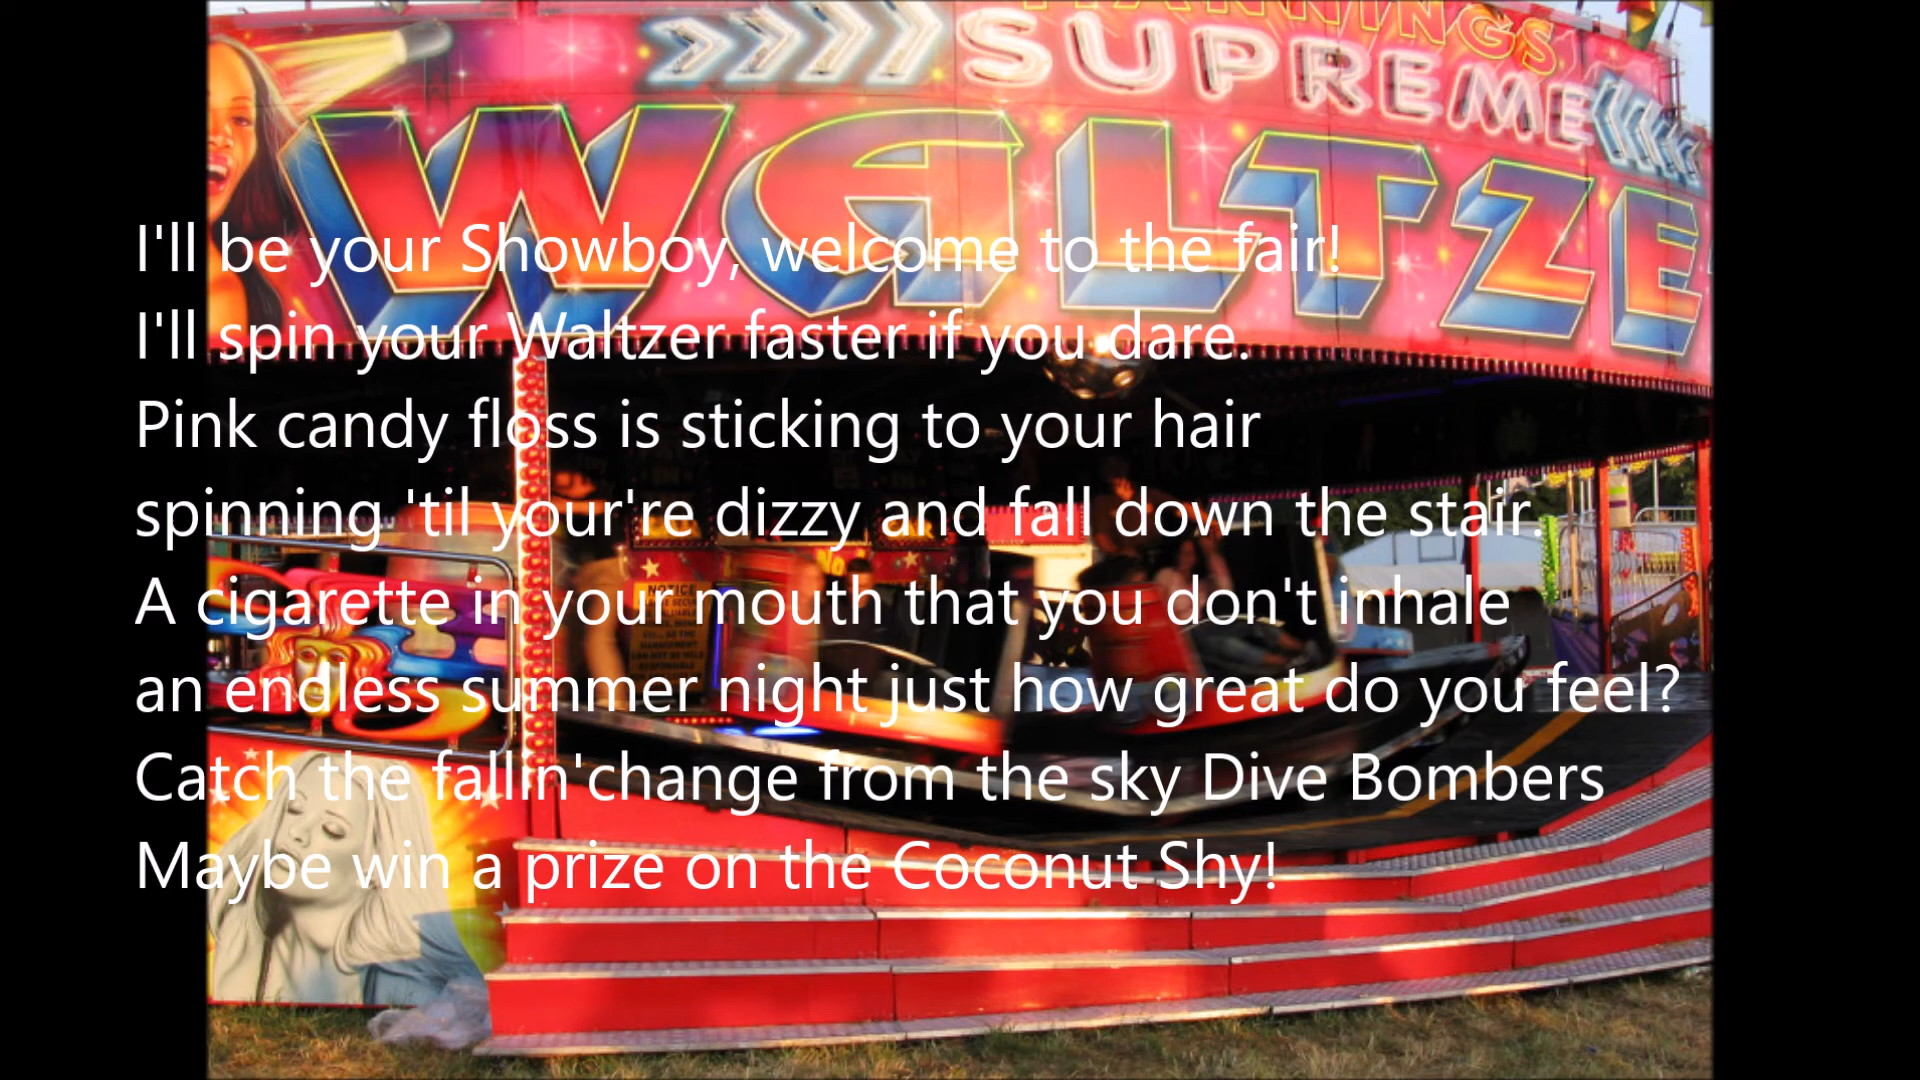 MANNINGS
SUPREME
WALTZE
I'll be your Showboy, welcome to the fair!
I'll spin your Waltzer faster if you dare.
Pink candy floss is sticking to your hair
spinning 'til your're dizzy and fall down the stair.
A cigarette in your mouth that you don't inhale
an endless summer night just how great do you feel?
Catch the fallin'change from the sky Dive Bombers
Maybe win a prize on the Coconut Shy!
NOTICE